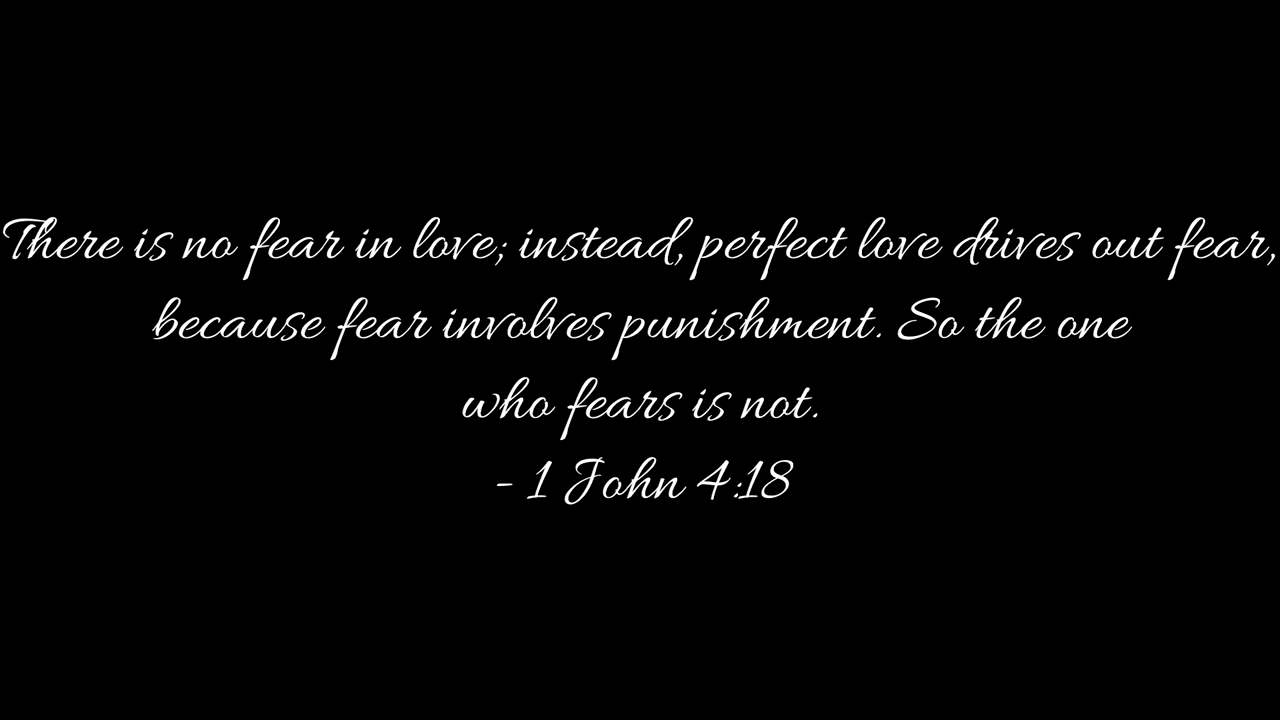 There is no fear in love; instead, perfect love drives out fear,
because fear involves punishment. So the one
who fears is not.
- 1 John 4:18